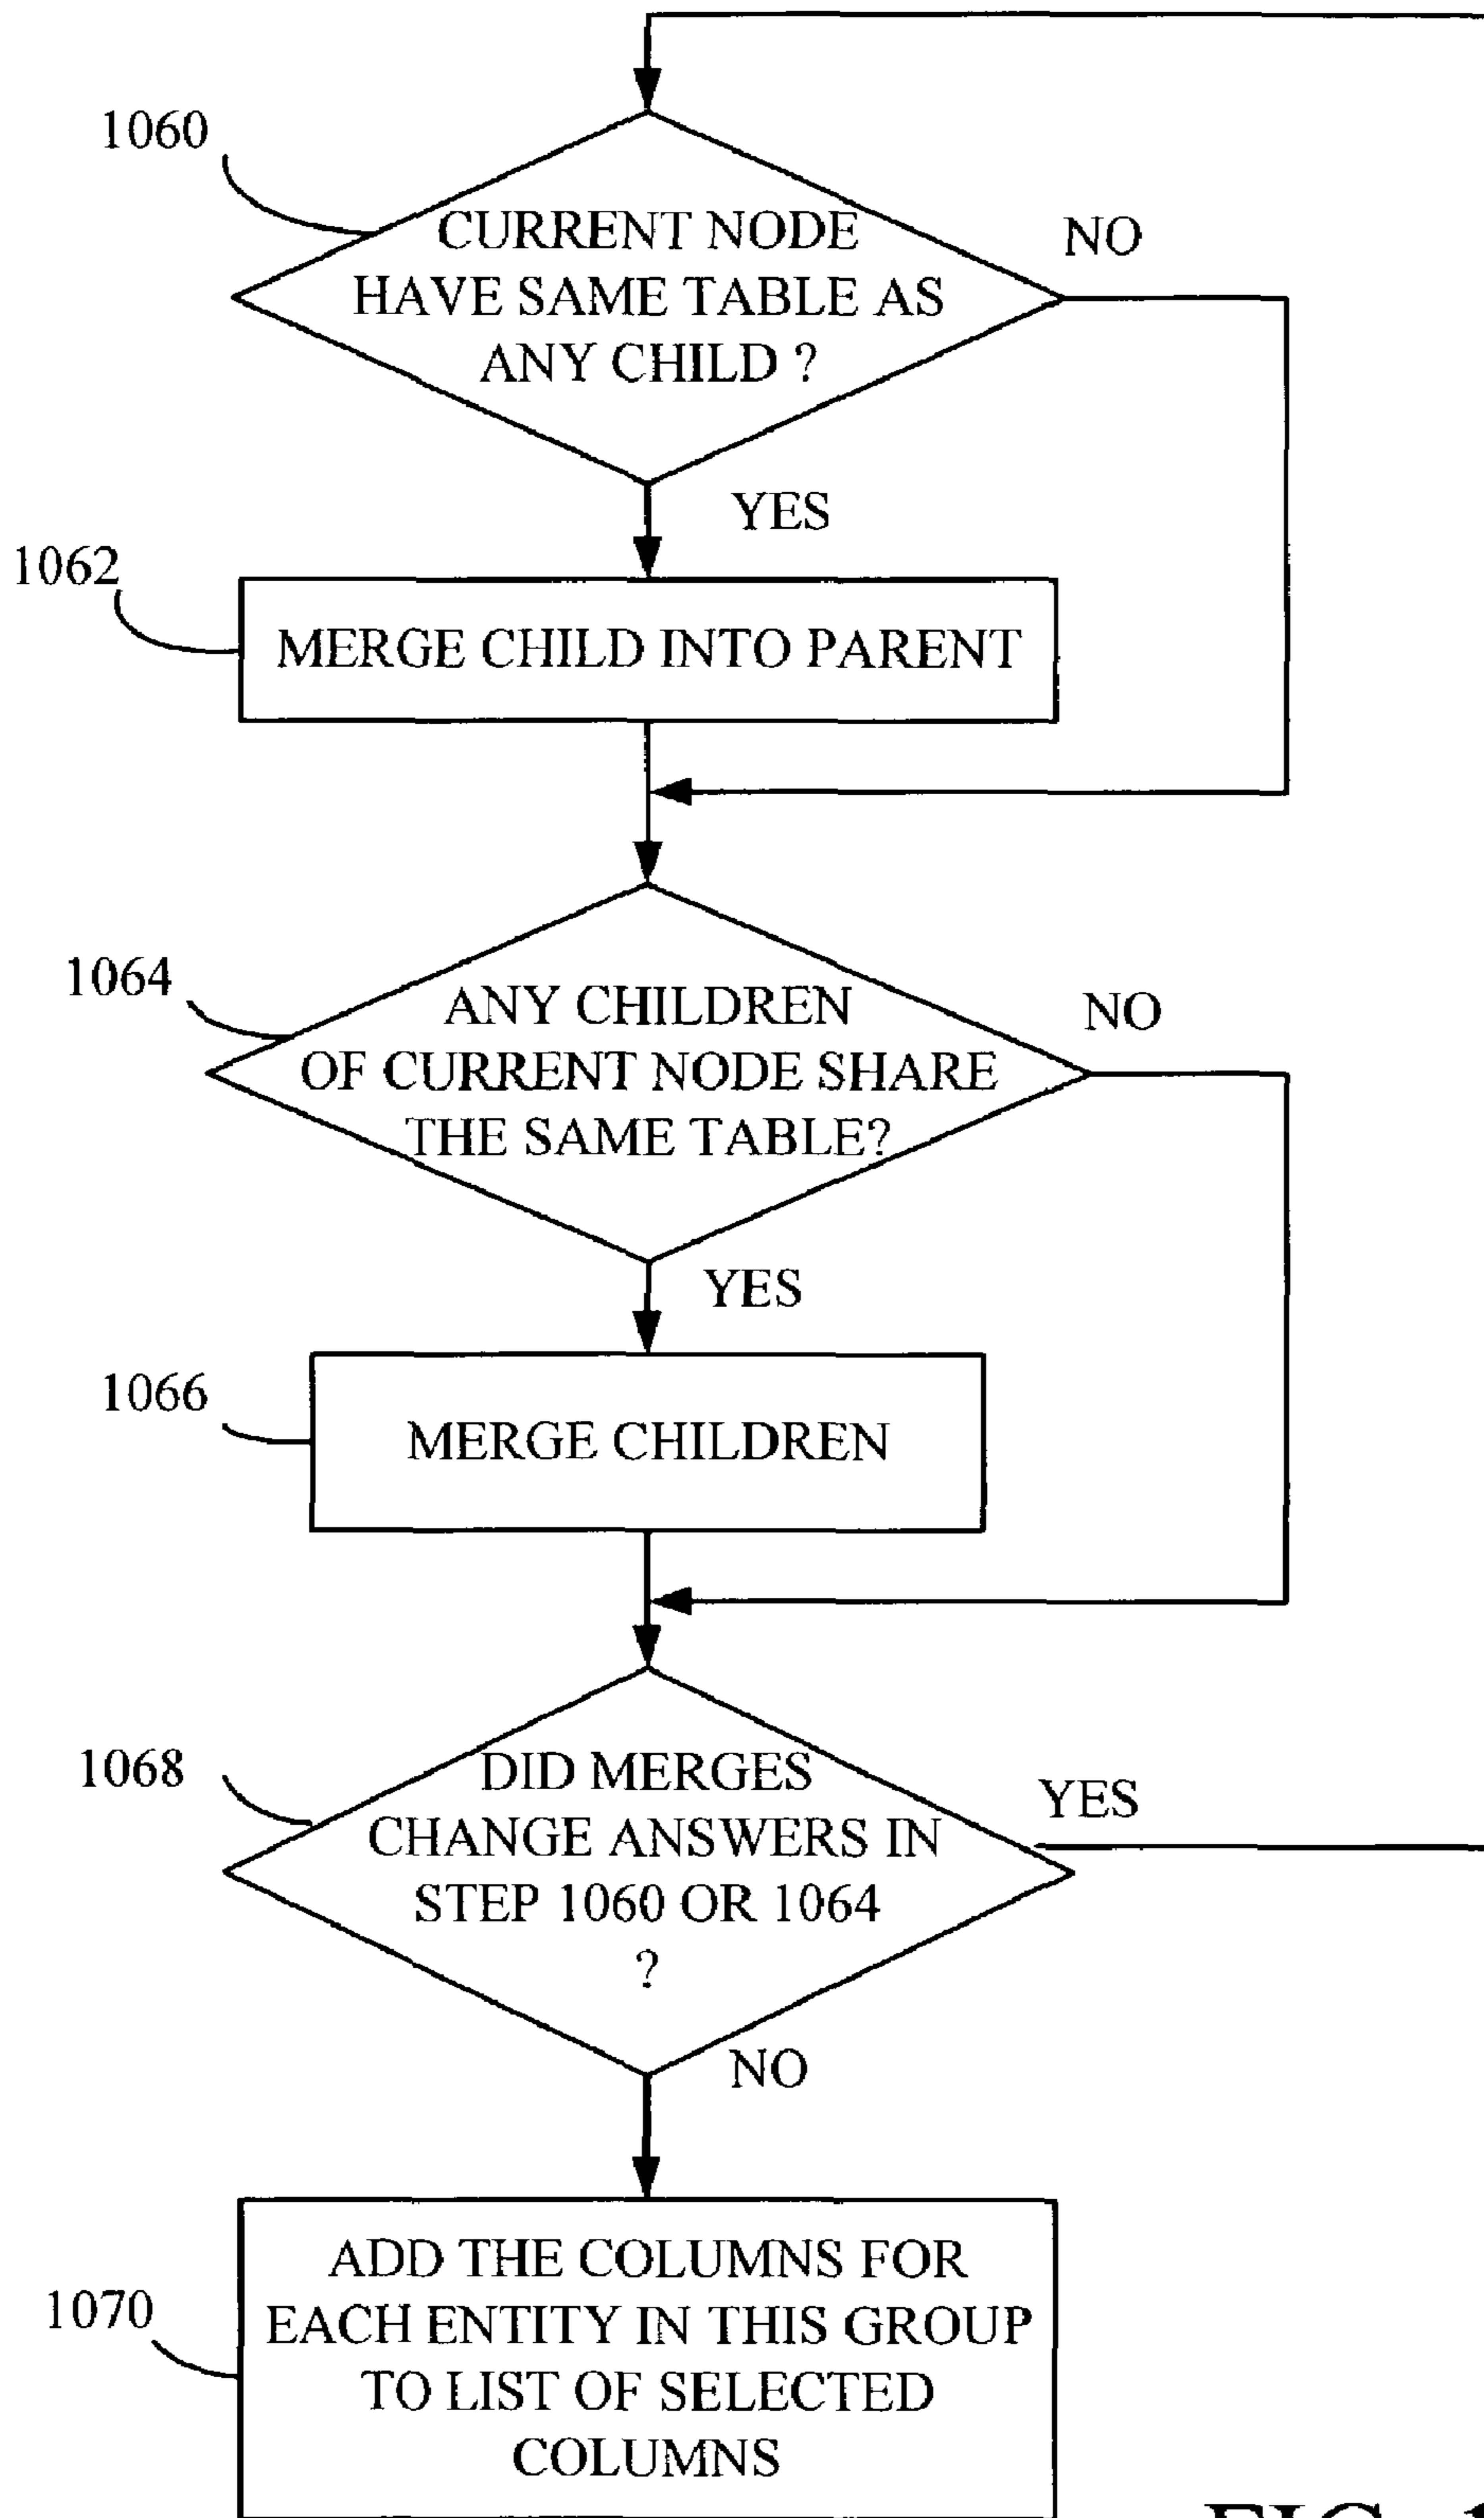 1060
CURRENT NODE
HAVE SAME TABLE AS
ANY CHILD ?
NO
YES
1062
MERGE CHILD INTO PARENT
1064
ANY CHILDREN
OF CURRENT NODE SHARE
THE SAME TABLE?
NO
YES
1066
MERGE CHILDREN
1068
DID MERGES
CHANGE ANSWERS IN
STEP 1060 OR 1064
?
YES
NO
1070
ADD THE COLUMNS FOR
EACH ENTITY IN THIS GROUP
TO LIST OF SELECTED
COLUMNS